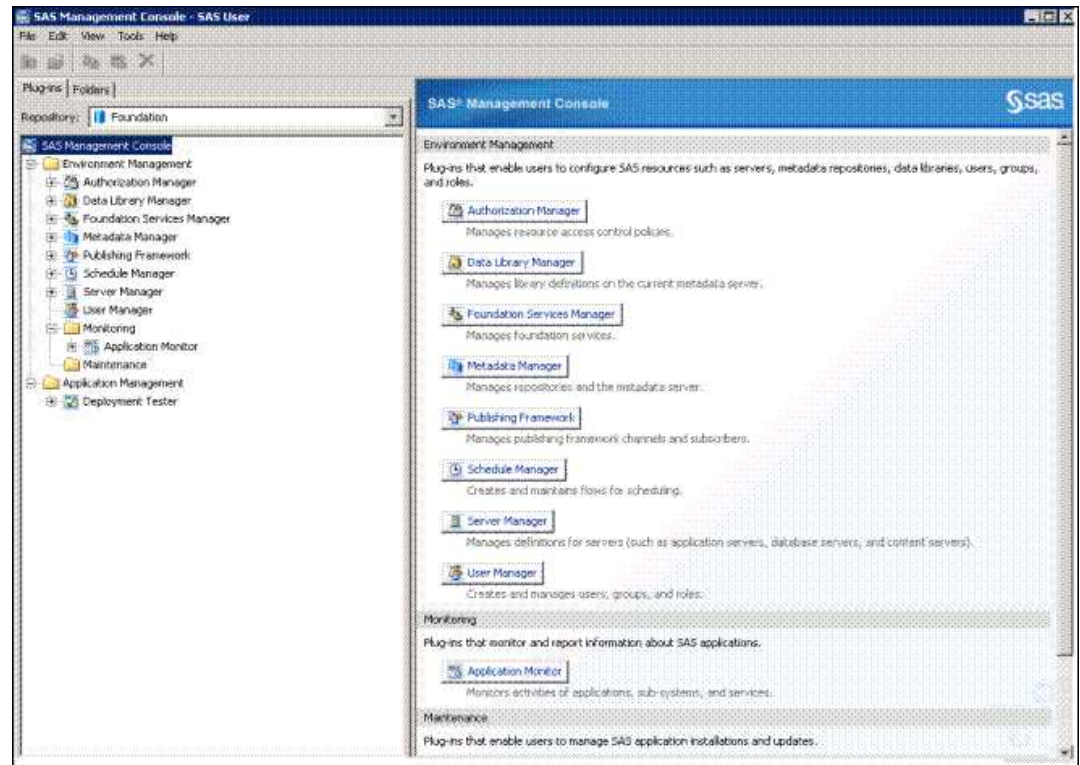 SAS Management Console - SAS User
File Edit View Tools Help
Plug-ins Folders
Repository: Foundation
SAS Management Console
Environment Management
Authorization Manager
Data Library Manager
Foundation Services Manager
Metadata Manager
Publishing Framework
Schedule Manager
Server Manager
User Manager
Monitoring
Application Monitor
Maintenance
Application Management
Deployment Tester
SAS® Management Console
sas
Environment Management
Plug-ins that enable users to configure SAS resources such as servers, metadata repositories, data libraries, users, groups,
and roles.
Authorization Manager
Manages resource access control policies.
Data Library Manager
Manages library definitions on the current metadata server.
Foundation Services Manager
Manages foundation services.
Metadata Manager
Manages repositories and the metadata server.
Publishing Framework
Manages publishing framework channels and subscribers.
Schedule Manager
Creates and maintains flows for scheduling.
Server Manager
Manages definitions for servers (such as application servers, database servers, and content servers).
User Manager
Creates and manages users, groups, and roles.
Monitoring
Plug-ins that monitor and report information about SAS applications.
Application Monitor
Monitors activities of applications, sub-systems, and services.
Maintenance
Plug-ins that enable users to manage SAS application installations and updates.